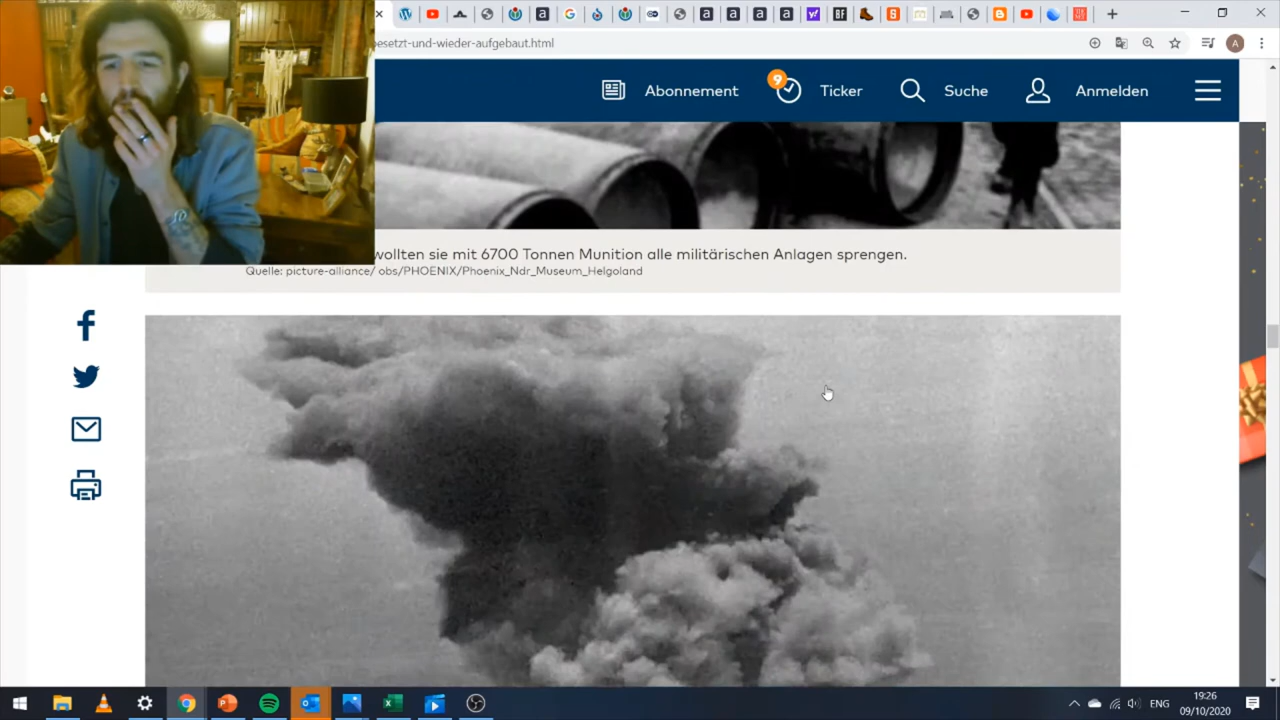 besetzt-und-wieder-aufgebaut.html
9
Abonnement
Ticker
Suche
Anmelden
wollten sie mit 6700 Tonnen Munition alle militärischen Anlagen sprengen.
Quelle: picture-alliance/ obs/PHOENIX/Phoenix_Ndr_Museum_Helgoland
ENG
19:26
09/10/2020